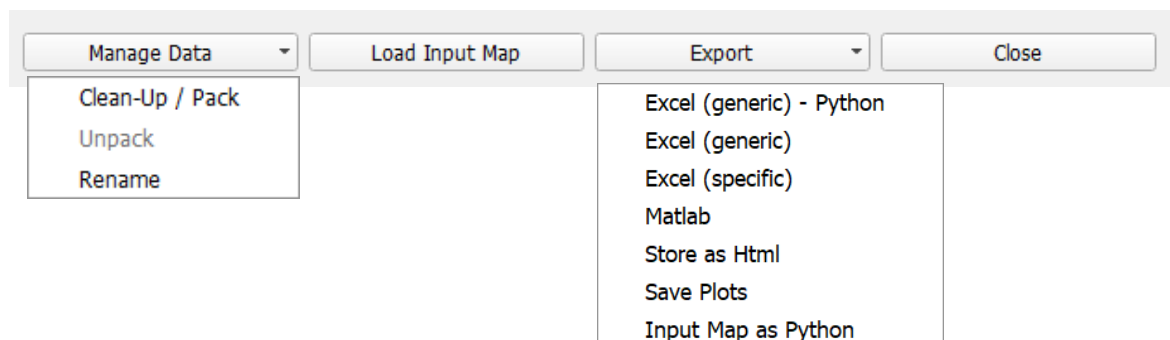 Manage Data
Load Input Map
Export
Close
Clean-Up / Pack
Unpack
Rename
Excel (generic) - Python
Excel (generic)
Excel (specific)
Matlab
Store as Html
Save Plots
Input Map as Python